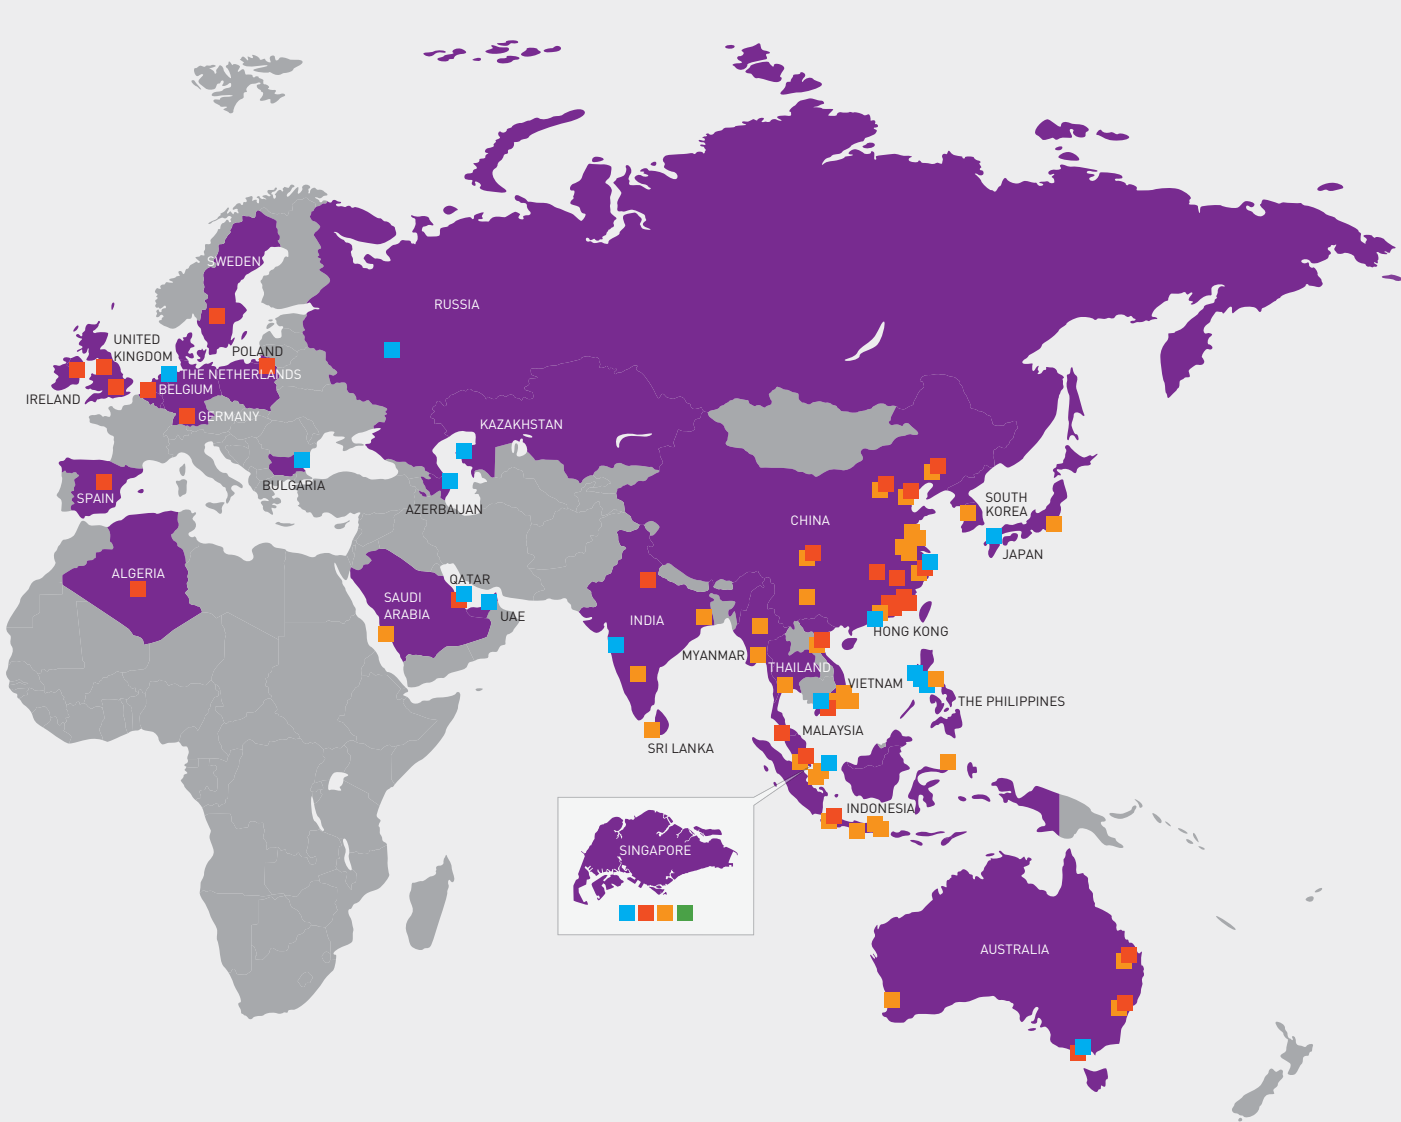 SWEDEN
RUSSIA
UNITED
KINGDOM
POLAND
THE NETHERLANDS
BELGIUM
IRELAND
GERMANY
KAZAKHSTAN
BULGARIA
SPAIN
AZERBAIJAN
SOUTH
KOREA
CHINA
JAPAN
ALGERIA
QATAR
SAUDI
ARABIA
UAE
INDIA
HONG KONG
MYANMAR
THAILAND
VIETNAM
THE PHILIPPINES
MALAYSIA
SRI LANKA
INDONESIA
SINGAPORE
AUSTRALIA